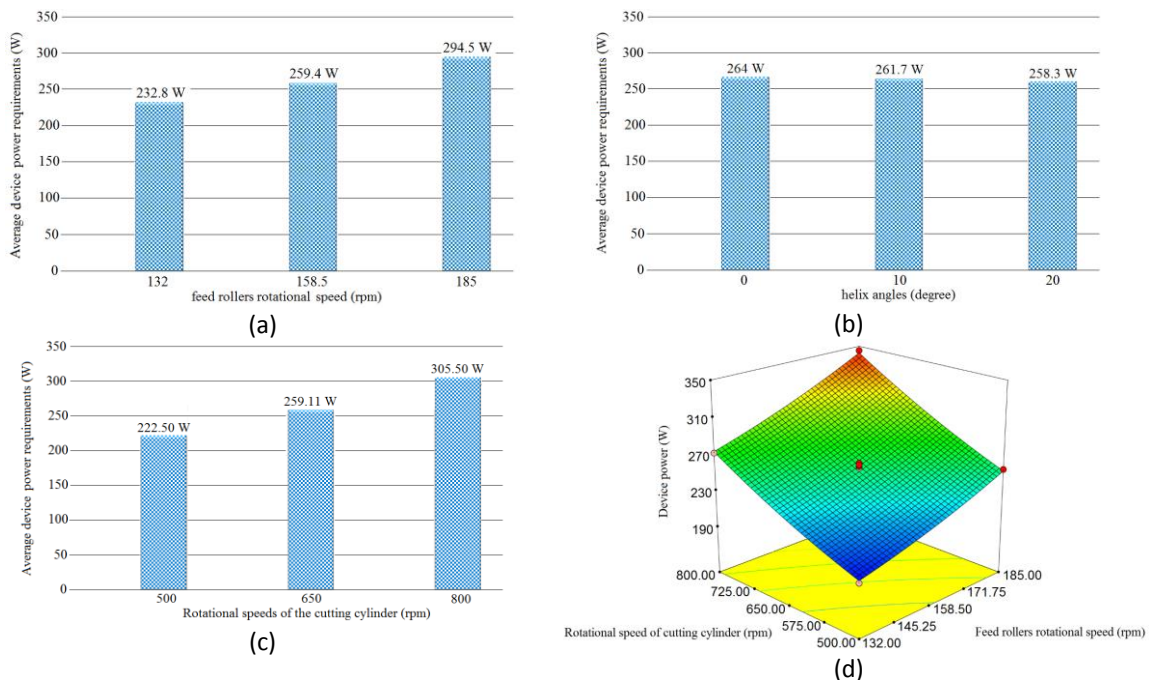 350
300
250
200
150
100
50
0
Average device power requirements (W)
232.8 W
259.4 W
294.5 W
132
158.5
185
feed rollers rotational speed (rpm)
(a)
350
300
250
200
150
100
50
0
Average device power requirements (W)
264 W
261.7 W
258.3 W
0
10
20
helix angles (degree)
(b)
350
300
250
200
150
100
50
0
Average device power requirements (W)
222.50 W
259.11 W
305.50 W
500
650
800
Rotational speeds of the cutting cylinder (rpm)
(c)
350
310
270
230
190
Device power (W)
800.00
725.00
650.00
575.00
500.00
132.00
145.25
158.50
171.75
185.00
Rotational speed of cutting cylinder (rpm)
Feed rollers rotational speed (rpm)
(d)